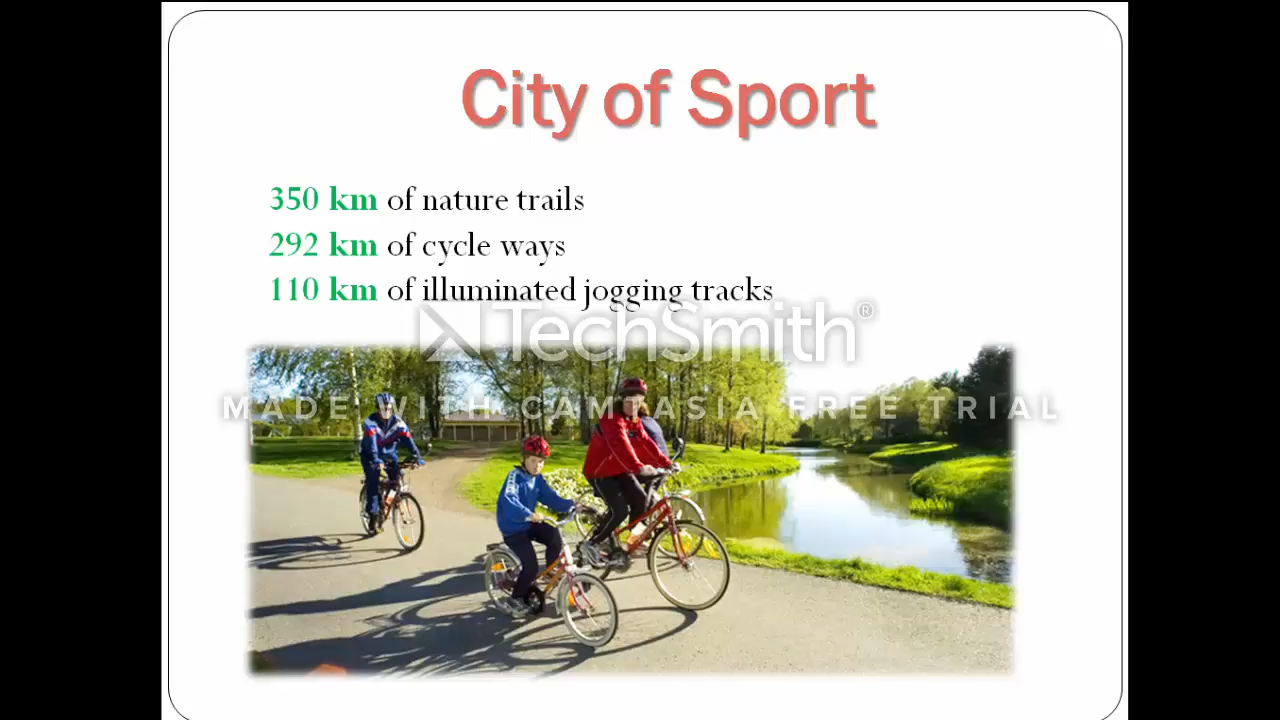 City of Sport
350 km of nature trails
292 km of cycle ways
110 km of illuminated jogging tracks
TechSmith®
MADE WITH CAMTASIA FREE TRIAL